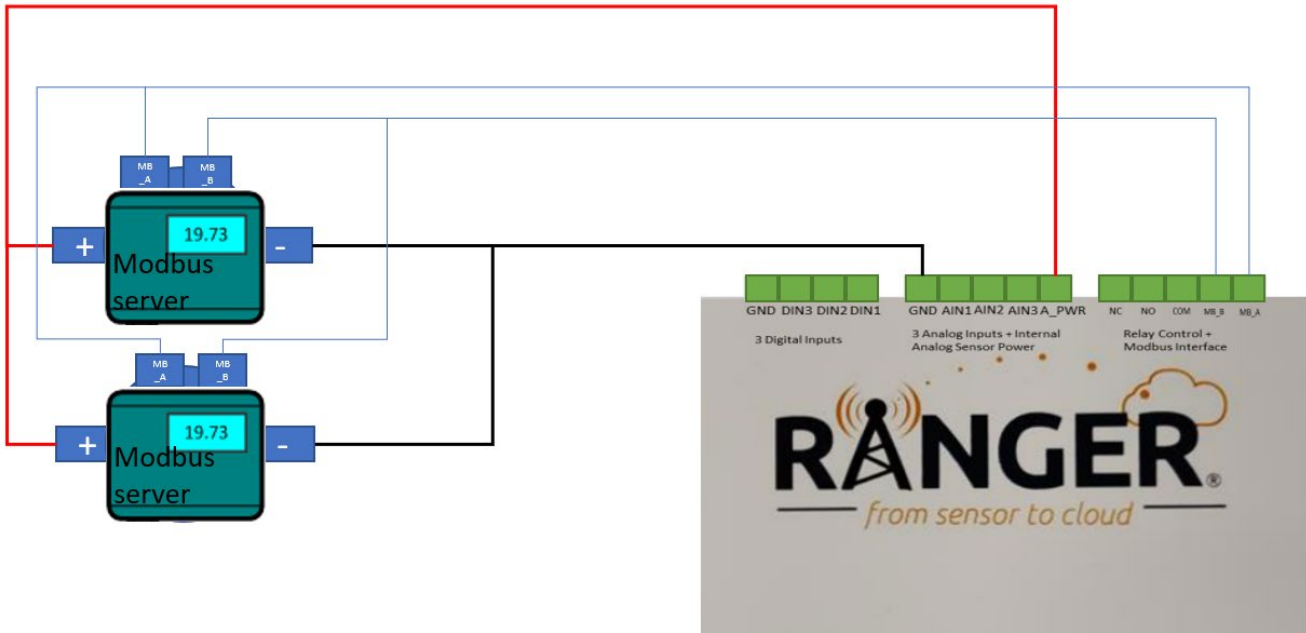 MB
_A
MB
_B
+
19.73
-
Modbus
server
MB
_A
MB
_B
+
19.73
-
Modbus
server
GND DIN3 DIN2 DIN1
3 Digital Inputs
GND AIN1 AIN2 AIN3 A_PWR
3 Analog Inputs + Internal
Analog Sensor Power
NC NO COM MB_B MB_A
Relay Control +
Modbus Interface
RANGER®
from sensor to cloud